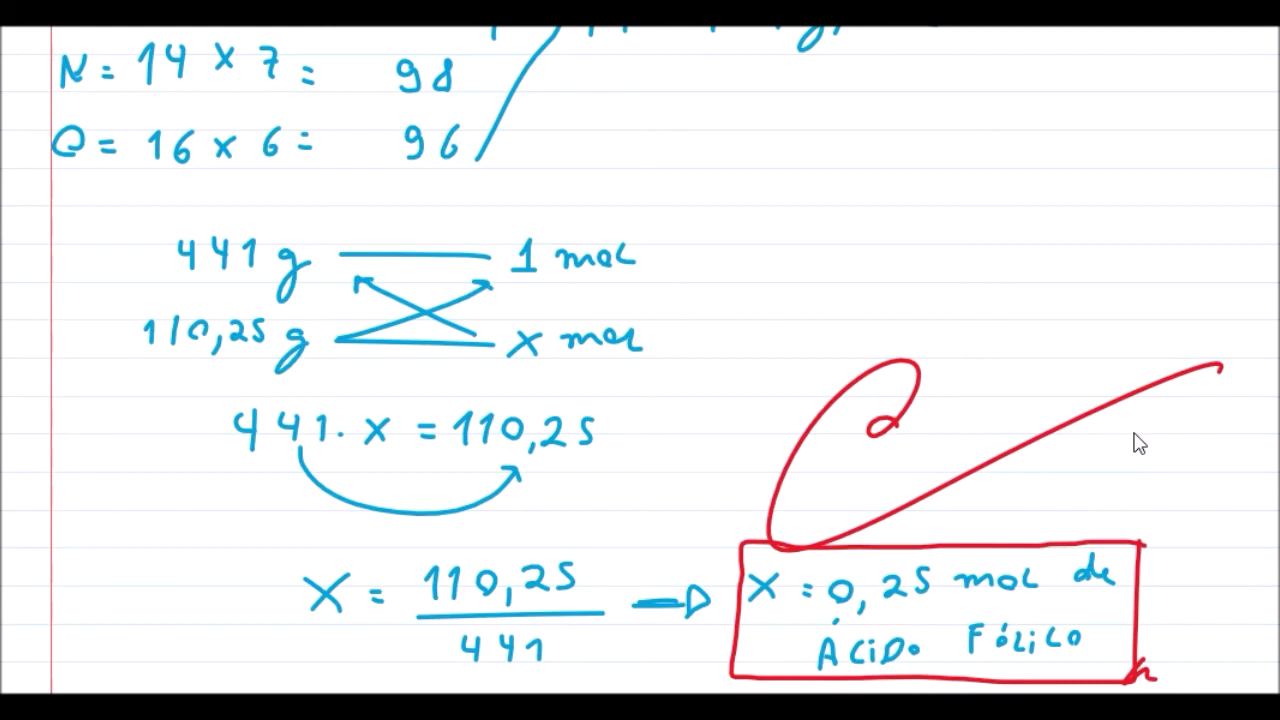 N = 14 x 7 = 98
O = 16 x 6 = 96
441 g 1 mol
110,25 g x mol
441. x = 110,25
X = 110,25
441
X = 0,25 mol de
ÁCiDo FÓLiCO